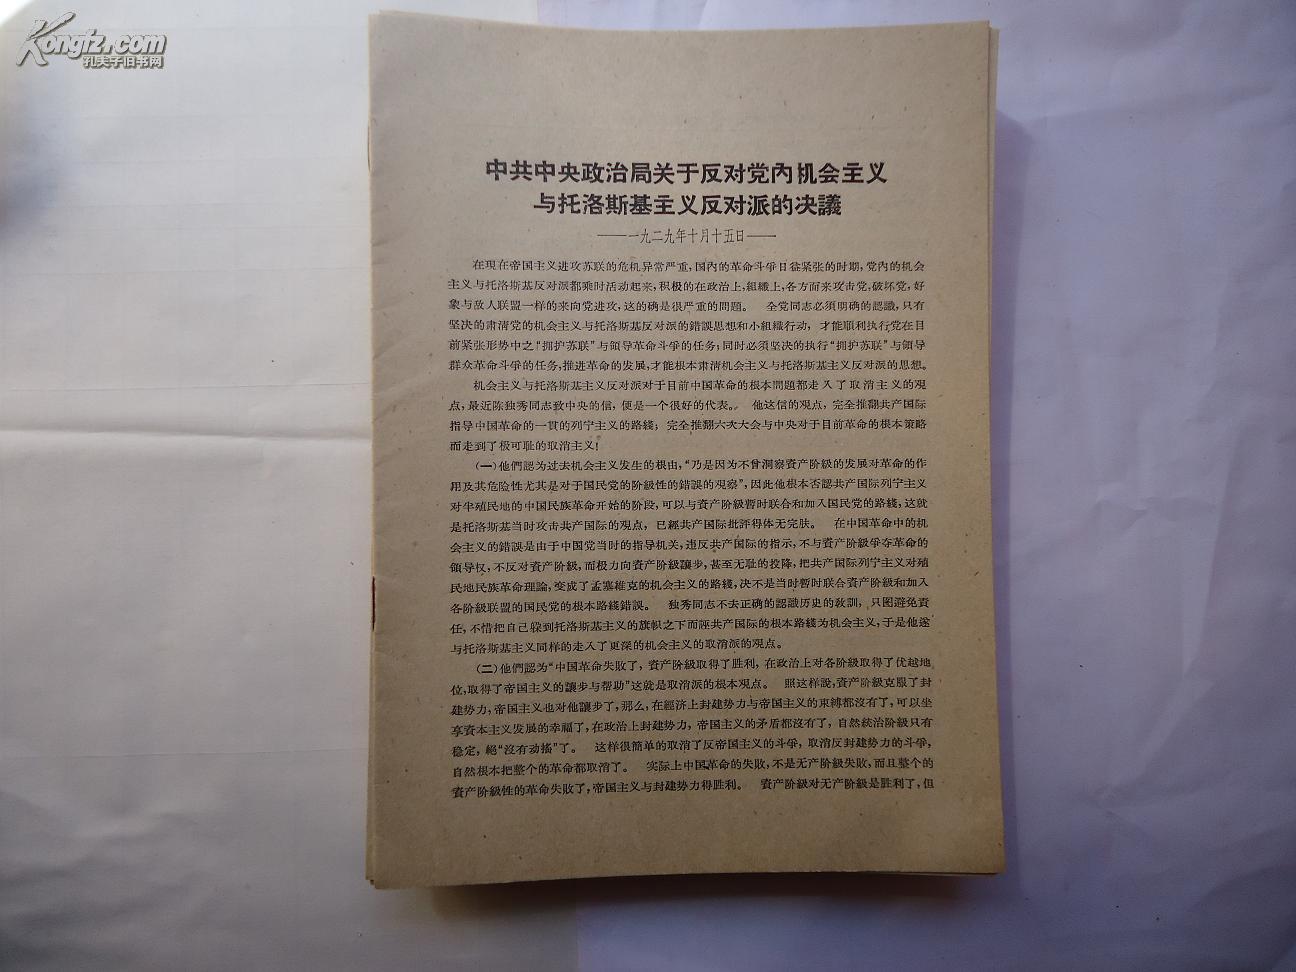 Kongfz.com
孔夫子旧书网
中共中央政治局关于反对党內机会主义
与托洛斯基主义反对派的决議
——一九二九年十月十五日——
在現在帝国主义进攻苏联的危机异常严重，国內的革命斗爭日益紧张的时期，党內的机会
主义与托洛斯基反对派都乘时活动起来，积极的在政治上，組織上，各方面来攻击党，破坏党，好
象与敌人联盟一样的来向党进攻，这的确是很严重的問題。　全党同志必須明确的認識，只有
坚决的肃清党的机会主义与托洛斯基反对派的錯誤思想和小組織行动，才能順利执行党在目
前紧张形势中之“拥护苏联”与領导革命斗爭的任务；同时必須坚决的执行“拥护苏联”与領导
群众革命斗爭的任务，推进革命的发展，才能根本肃清机会主义与托洛斯基主义反对派的思想。
机会主义与托洛斯基主义反对派对于目前中国革命的根本問題都走入了取消主义的观
点，最近陈独秀同志致中央的信，便是一个很好的代表。　他这信的观点，完全推翻共产国际
指导中国革命的一貫的列宁主义的路綫；完全推翻六次大会与中央对于目前革命的根本策略
而走到了极可耻的取消主义！
（一）他們認为过去机会主义发生的根由，“乃是因为不曾洞察資产阶級的发展对革命的作
用及其危险性尤其是对于国民党的阶級性的錯誤的观察”，因此他根本否認共产国际列宁主义
对半殖民地的中国民族革命开始的阶段，可以与資产阶級暫时联合和加入国民党的路綫，这就
是托洛斯基当时攻击共产国际的观点，已經共产国际批評得体无完肤。　在中国革命中的机
会主义的錯誤是由于中国党当时的指导机关，违反共产国际的指示，不与資产阶級爭夺革命的
領导权，不反对資产阶級，而极力向資产阶級讓步，甚至无耻的投降，把共产国际列宁主义对殖
民地民族革命理論，变成了孟塞維克的机会主义的路綫，决不是当时暫时联合資产阶級和加入
各阶級联盟的国民党的根本路綫錯誤。　独秀同志不去正确的認識历史的敎訓，只图避免責
任，不惜把自己躱到托洛斯基主义的旗帜之下而誣共产国际的根本路綫为机会主义，于是他遂
与托洛斯基主义同样的走入了更深的机会主义的取消派的观点。
（二）他們認为“中国革命失敗了，資产阶級取得了胜利，在政治上对各阶級取得了优越地
位，取得了帝国主义的讓步与帮助”这就是取消派的根本观点。　照这样說，資产阶級克服了封
建势力，帝国主义也对他讓步了，那么，在經济上封建势力与帝国主义的束縛都沒有了，可以坐
享資本主义发展的幸福了，在政治上封建势力，帝国主义的矛盾都沒有了，自然統治阶級只有
稳定，絕“沒有动搖”了。　这样很簡单的取消了反帝国主义的斗爭，取消反封建势力的斗爭，
自然根本把整个的革命都取消了。　实际上中国革命的失敗，不是无产阶級失敗，而且整个的
資产阶級性的革命失敗了，帝国主义与封建势力得胜利。　資产阶級对无产阶級是胜利了，但